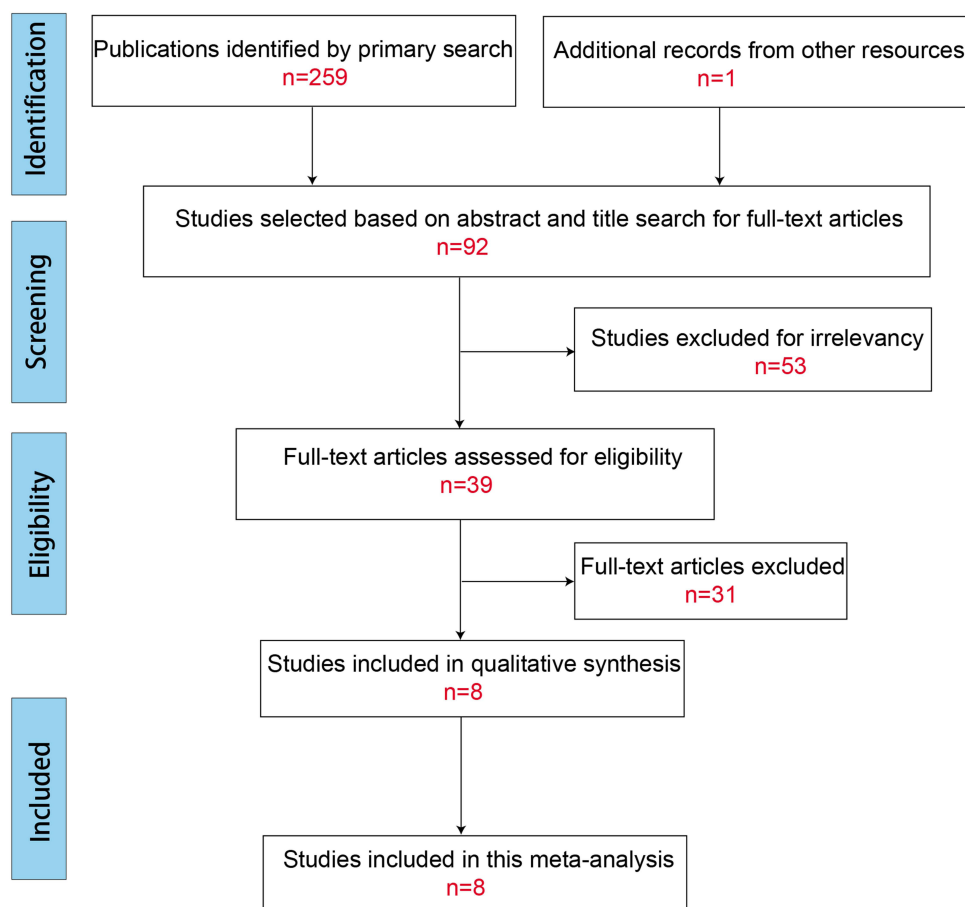 Identification
Publications identified by primary search
n=259
Additional records from other resources
n=1
Studies selected based on abstract and title search for full-text articles
n=92
Screening
Studies excluded for irrelevancy
n=53
Eligibility
Full-text articles assessed for eligibility
n=39
Full-text articles excluded
n=31
Studies included in qualitative synthesis
n=8
Included
Studies included in this meta-analysis
n=8